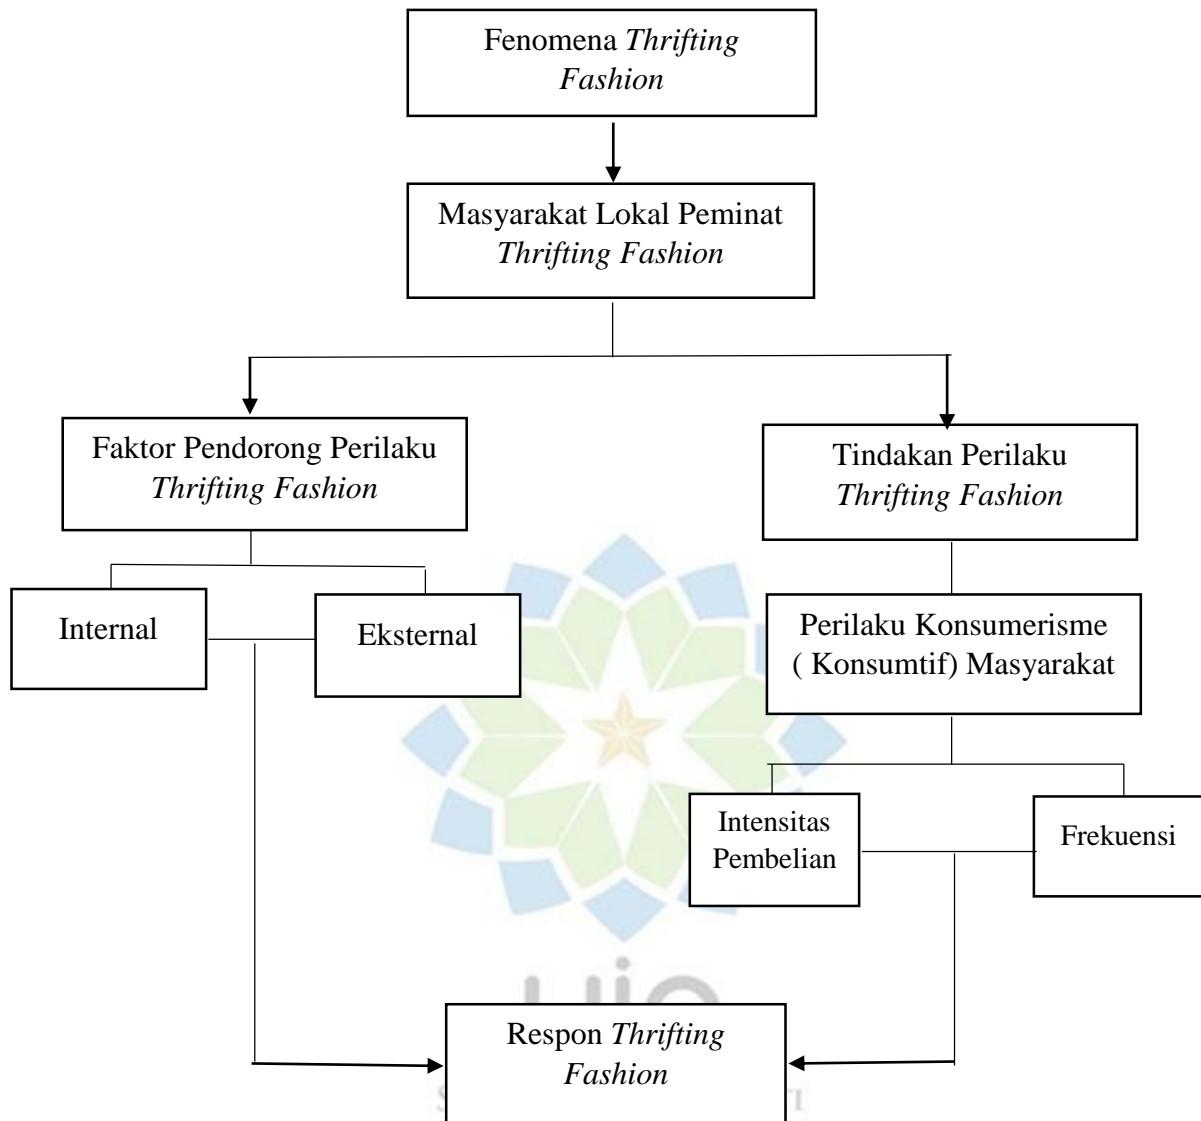 Fenomena Thrifting
Fashion
Masyarakat Lokal Peminat
Thrifting Fashion
Faktor Pendorong Perilaku
Thrifting Fashion
Tindakan Perilaku
Thrifting Fashion
Internal
Eksternal
Perilaku Konsumerisme
( Konsumtif) Masyarakat
Intensitas
Pembelian
Frekuensi
Respon Thrifting
Fashion